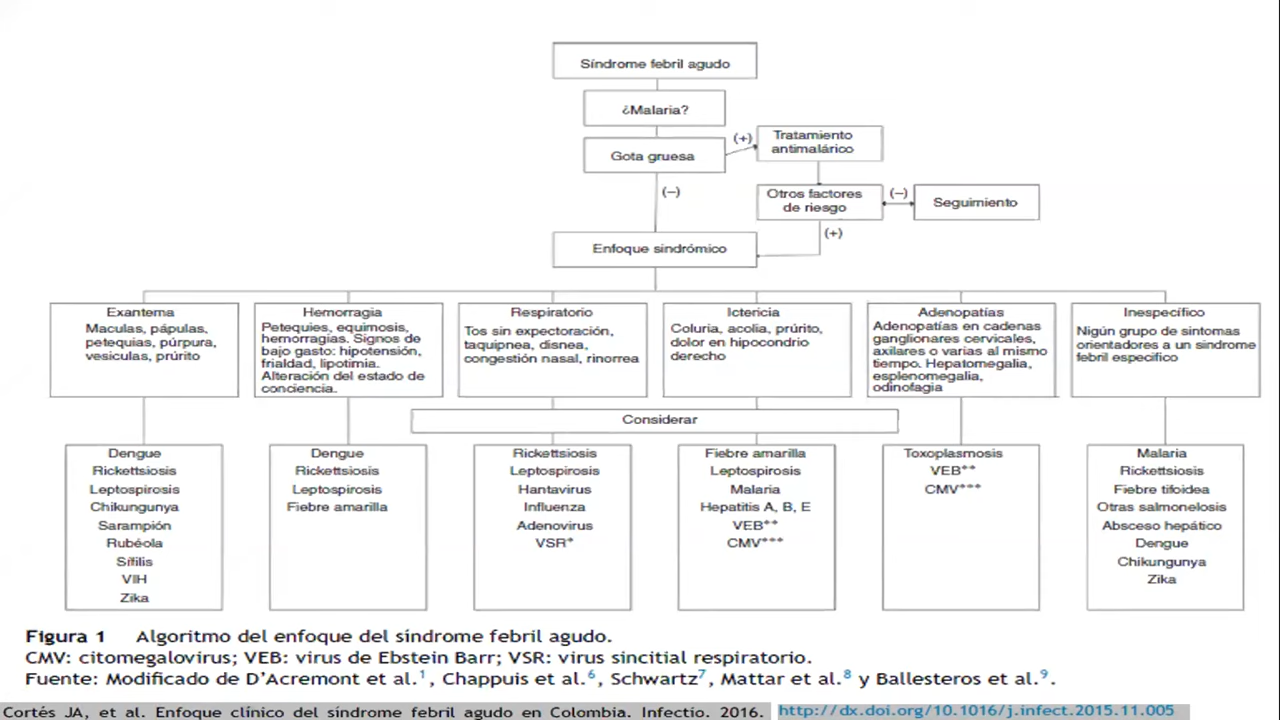 Síndrome febril agudo
¿Malaria?
Gota gruesa
(+)
Tratamiento
antimalárico
(−)
Otros factores
de riesgo
(−)
Seguimiento
(+)
Enfoque sindrómico
Exantema
Maculas, pápulas,
petequias, púrpura,
vesiculas, prúrito
Hemorragia
Petequies, equimosis,
hemorragias. Signos de
bajo gasto: hipotensión,
frialdad, lipotimia.
Alteración del estado de
conciencia.
Respiratorio
Tos sin expectoración,
taquipnea, disnea,
congestión nasal, rinorrea
Ictericia
Coluria, acolia, prúrito,
dolor en hipocondrio
derecho
Adenopatías
Adenopatías en cadenas
ganglionares cervicales,
axilares o varias al mismo
tiempo. Hepatomegalia,
esplenomegalia,
odinofagia
Inespecífico
Nigún grupo de sintomas
orientadores a un sindrome
febril especifico
Considerar
Dengue
Rickettsiosis
Leptospirosis
Chikungunya
Sarampión
Rubéola
Sífilis
VIH
Zika
Dengue
Rickettsiosis
Leptospirosis
Fiebre amarilla
Rickettsiosis
Leptospirosis
Hantavirus
Influenza
Adenovirus
VSR*
Fiebre amarilla
Leptospirosis
Malaria
Hepatitis A, B, E
VEB**
CMV***
Toxoplasmosis
VEB**
CMV***
Malaria
Rickettsiosis
Fiebre tifoidea
Otras salmonelosis
Absceso hepático
Dengue
Chikungunya
Zika
Figura 1 Algoritmo del enfoque del síndrome febril agudo.
CMV: citomegalovirus; VEB: virus de Ebstein Barr; VSR: virus sincitial respiratorio.
Fuente: Modificado de D’Acremont et al.1, Chappuis et al.6, Schwartz7, Mattar et al.8 y Ballesteros et al.9.
Cortés JA, et al. Enfoque clínico del síndrome febril agudo en Colombia. Infectio. 2016. http://dx.doi.org/10.1016/j.infect.2015.11.005